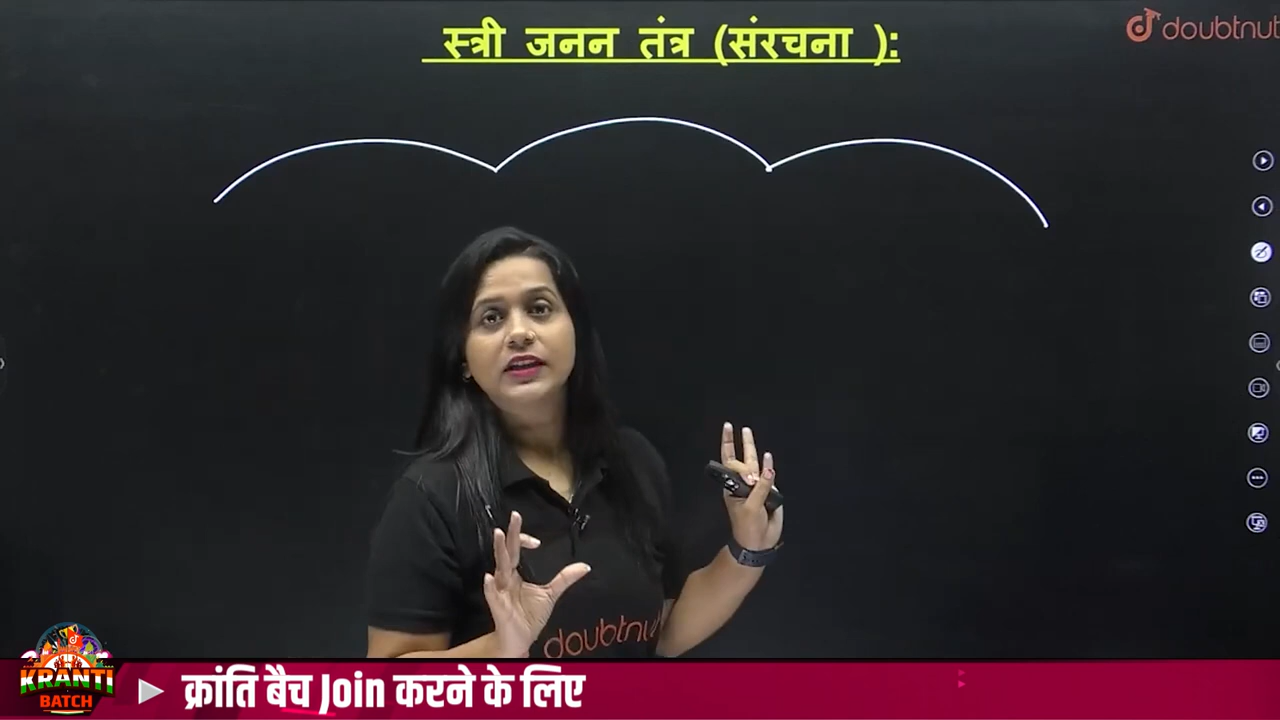 स्त्री जनन तंत्र (संरचना ):
doubtnut
doubtnut
KRANTI
BATCH
क्रांति बैच Join करने के लिए